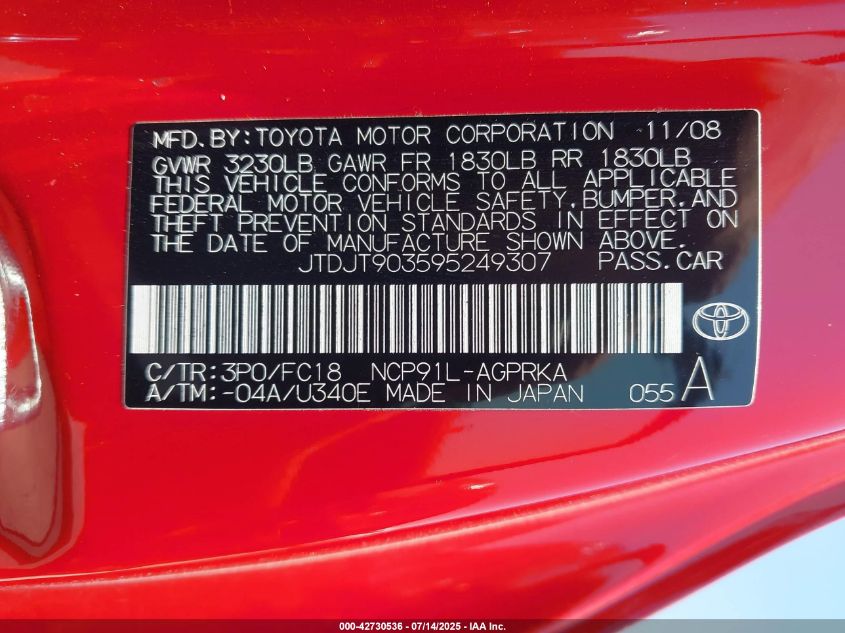 MFD.BY:TOYOTA MOTOR CORPORATION 11/08
GVWR 3230LB GAWR FR 1830LB RR 1830LB
THIS VEHICLE CONFORMS TO ALL APPLICABLE
FEDERAL MOTOR VEHICLE SAFETY,BUMPER,AND
THEFT PREVENTION STANDARDS IN EFFECT ON
THE DATE OF MANUFACTURE SHOWN ABOVE.
JTDJT903595249307 PASS.CAR
C/TR:3P0/FC18 NCP91L-AGPRKA
A/TM:-04A/U340E MADE IN JAPAN 055 A
000-42730536 - 07/14/2025 - IAA Inc.